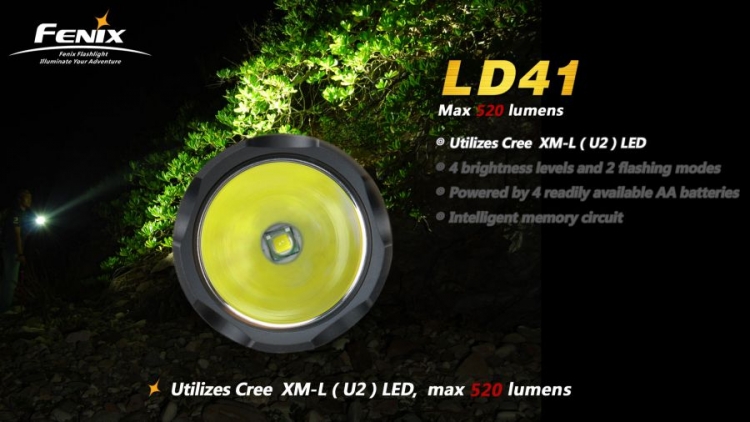 FENIX
Fenix Flashlight
Illuminate Your Adventure
LD41
Max 520 lumens
Utilizes Cree XM-L ( U2 ) LED
4 brightness levels and 2 flashing modes
Powered by 4 readily available AA batteries
Intelligent memory circuit
Utilizes Cree XM-L ( U2 ) LED, max 520 lumens